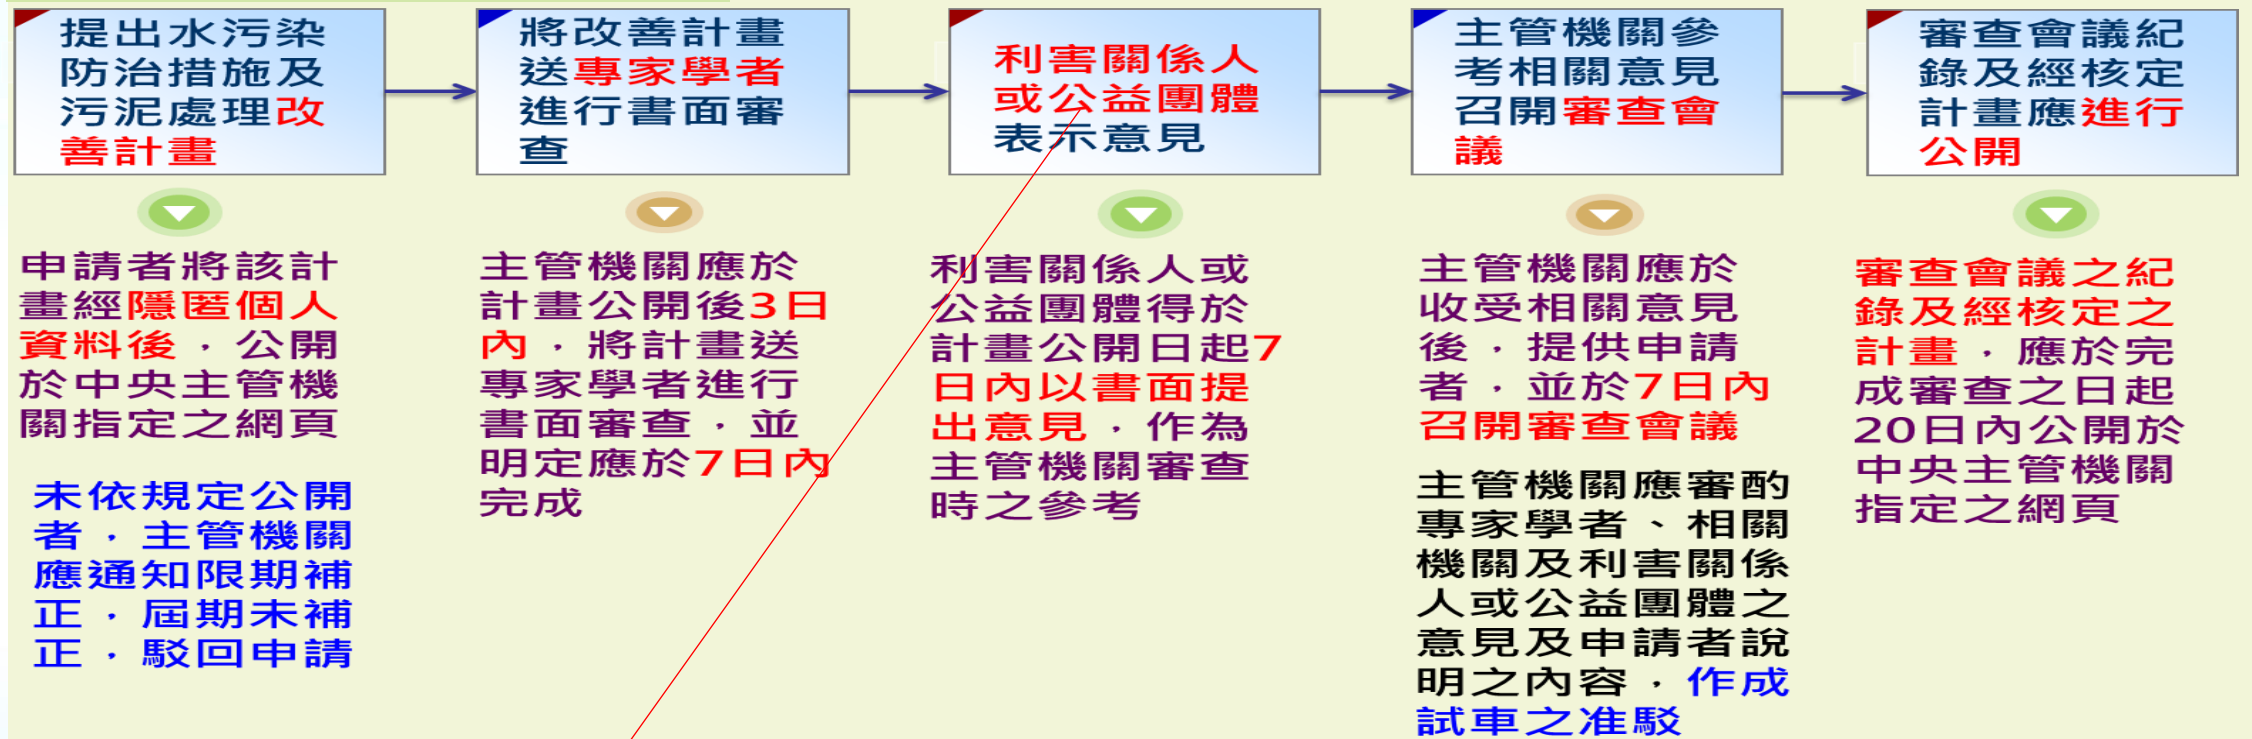 提出水污染
防治措施及
污泥處理改
善計畫
將改善計畫
送專家學者
進行書面審
查
利害關係人
或公益團體
表示意見
主管機關參
考相關意見
召開審查會
議
審查會議紀
錄及經核定
計畫應進行
公開
申請者將該計
畫經隱匿個人
資料後，公開
於中央主管機
關指定之網頁
未依規定公開
者，主管機關
應通知限期補
正，屆期未補
正，駁回申請
主管機關應於
計畫公開後3日
內，將計畫送
專家學者進行
書面審查，並
明定應於7日內
完成
利害關係人或
公益團體得於
計畫公開日起7
日內以書面提
出意見，作為
主管機關審查
時之參考
主管機關應於
收受相關意見
後，提供申請
者，並於7日內
召開審查會議
主管機關應審酌
專家學者、相關
機關及利害關係
人或公益團體之
意見及申請者說
明之內容，作成
試車之准駁
審查會議之紀
錄及經核定之
計畫，應於完
成審查之日起
20日內公開於
中央主管機關
指定之網頁